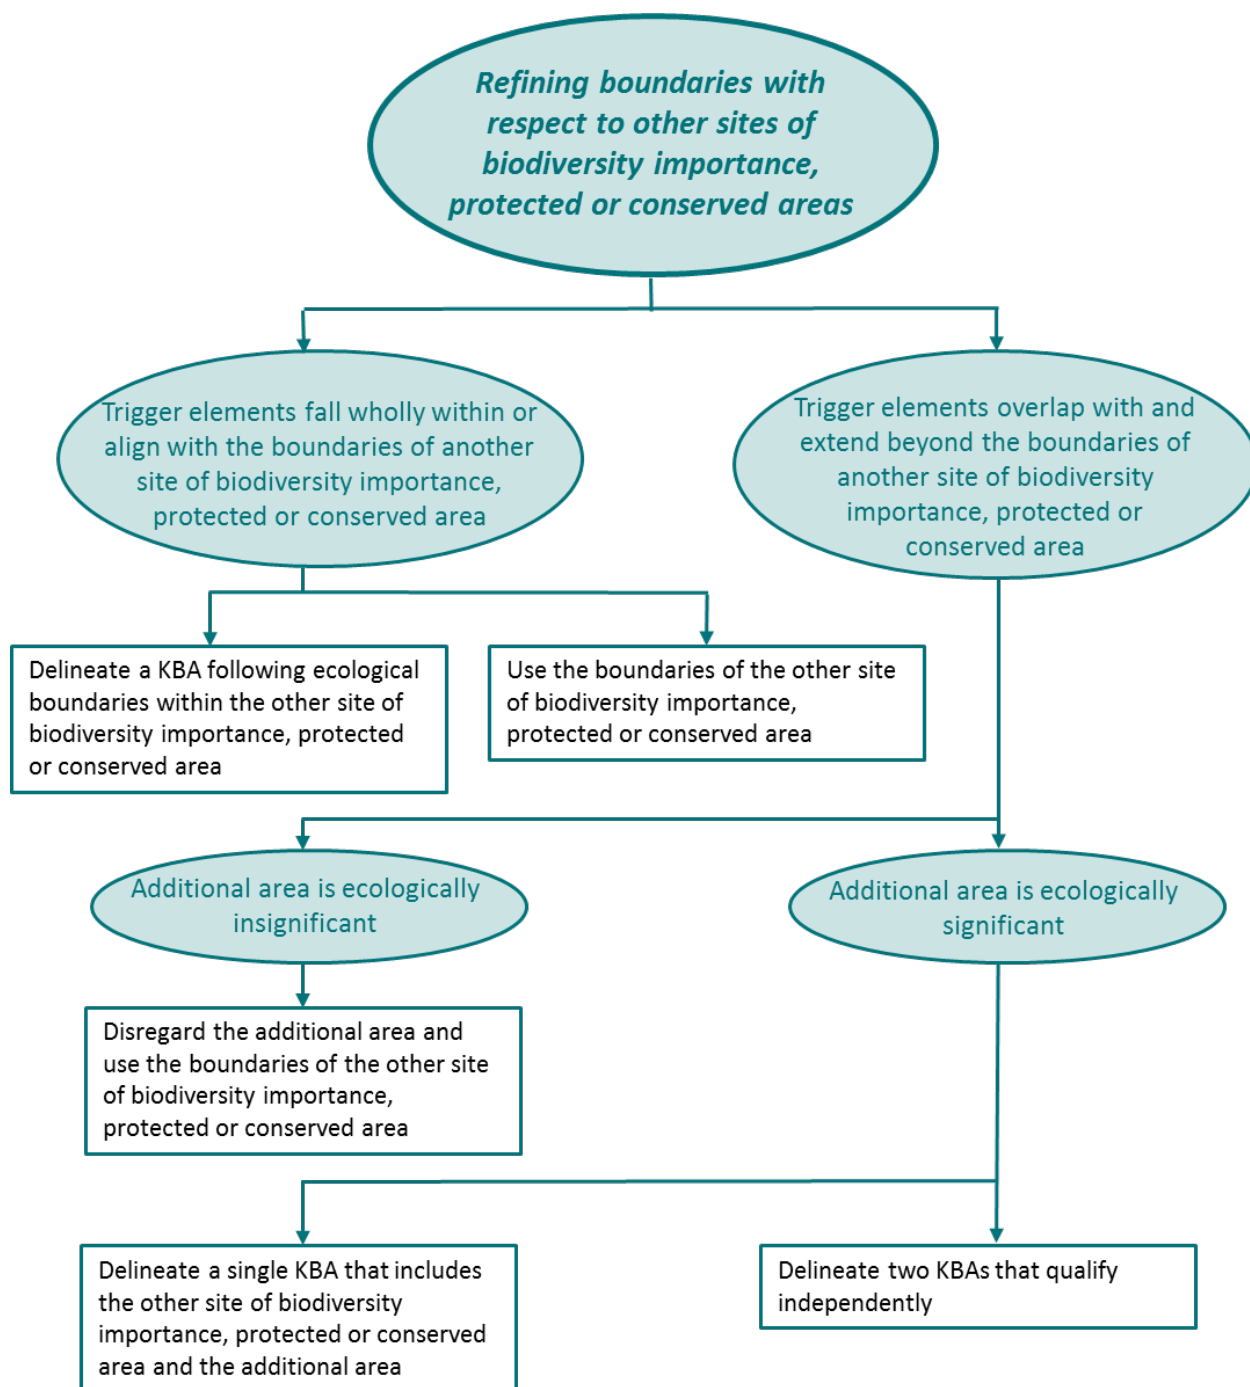 Refining boundaries with
respect to other sites of
biodiversity importance,
protected or conserved areas
Trigger elements fall wholly within or
align with the boundaries of another
site of biodiversity importance,
protected or conserved area
Trigger elements overlap with and
extend beyond the boundaries of
another site of biodiversity
importance, protected or
conserved area
Delineate a KBA following ecological
boundaries within the other site of
biodiversity importance, protected
or conserved area
Use the boundaries of the other site
of biodiversity importance,
protected or conserved area
Additional area is ecologically
insignificant
Additional area is ecologically
significant
Disregard the additional area and
use the boundaries of the other site
of biodiversity importance,
protected or conserved area
Delineate a single KBA that includes
the other site of biodiversity
importance, protected or conserved
area and the additional area
Delineate two KBAs that qualify
independently